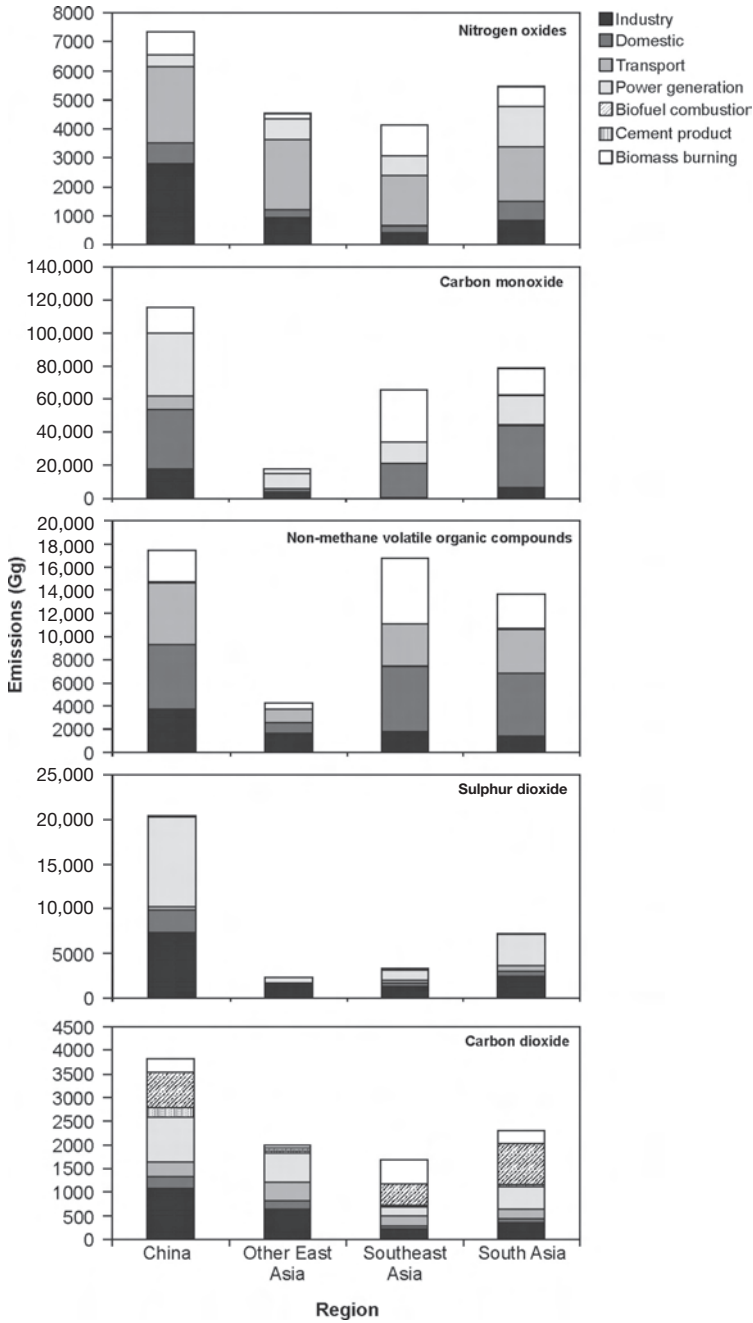 Nitrogen oxides
8000
7000
6000
5000
4000
3000
2000
1000
0
Industry
Domestic
Transport
Power generation
Biofuel combustion
Cement product
Biomass burning
Carbon monoxide
140,000
120,000
100,000
80,000
60,000
40,000
20,000
0
Non-methane volatile organic compounds
20,000
18,000
16,000
14,000
12,000
10,000
8000
6000
4000
2000
0
Emissions (Gg)
Sulphur dioxide
25,000
20,000
15,000
10,000
5000
0
Carbon dioxide
4500
4000
3500
3000
2500
2000
1500
1000
500
0
China
Other East
Asia
Southeast
Asia
South Asia
Region